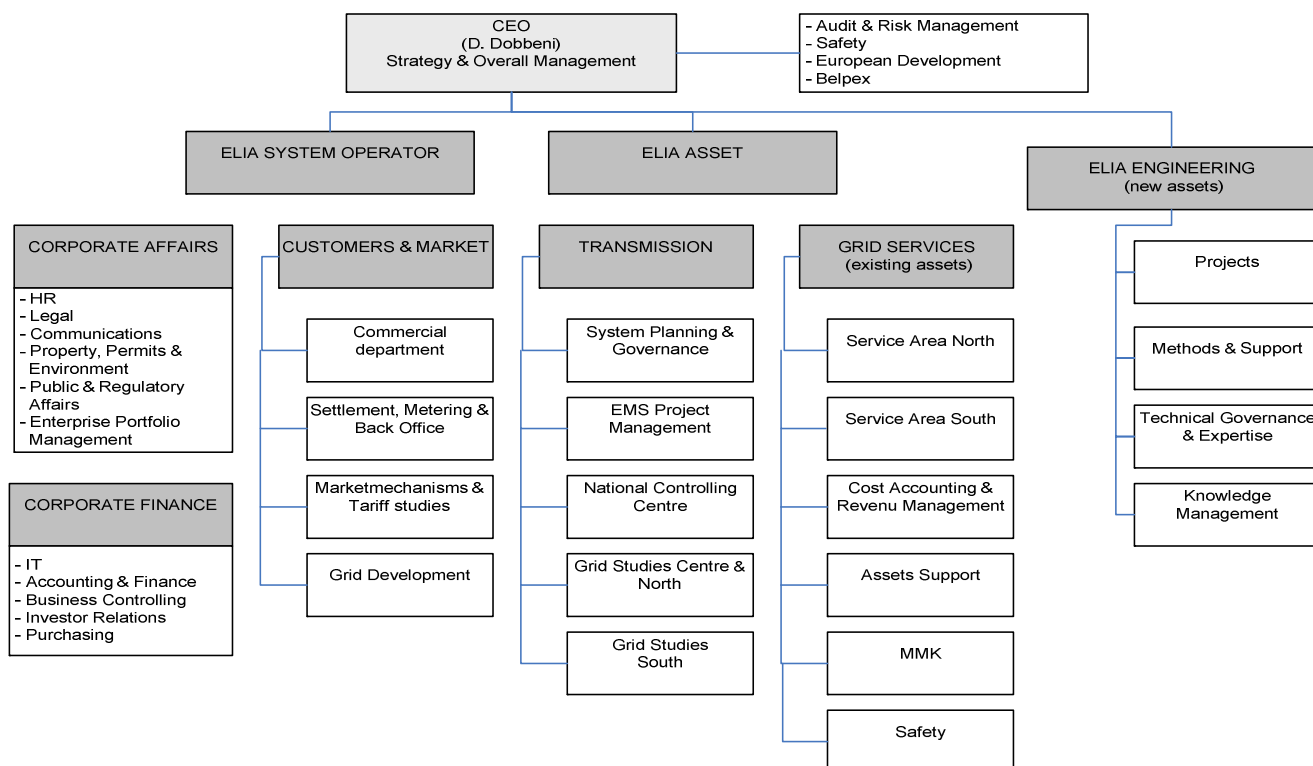 CEO
(D. Dobbeni)
Strategy & Overall Management
- Audit & Risk Management
- Safety
- European Development
- Belpex
ELIA SYSTEM OPERATOR
ELIA ASSET
ELIA ENGINEERING
(new assets)
CORPORATE AFFAIRS
- HR
- Legal
- Communications
- Property, Permits &
Environment
- Public & Regulatory
Affairs
- Enterprise Portfolio
Management
CORPORATE FINANCE
- IT
- Accounting & Finance
- Business Controlling
- Investor Relations
- Purchasing
CUSTOMERS & MARKET
Commercial
department
Settlement, Metering &
Back Office
Marketmechanisms &
Tariff studies
Grid Development
TRANSMISSION
System Planning &
Governance
EMS Project
Management
National Controlling
Centre
Grid Studies Centre &
North
Grid Studies
South
GRID SERVICES
(existing assets)
Service Area North
Service Area South
Cost Accounting &
Revenu Management
Assets Support
MMK
Safety
Projects
Methods & Support
Technical Governance
& Expertise
Knowledge
Management